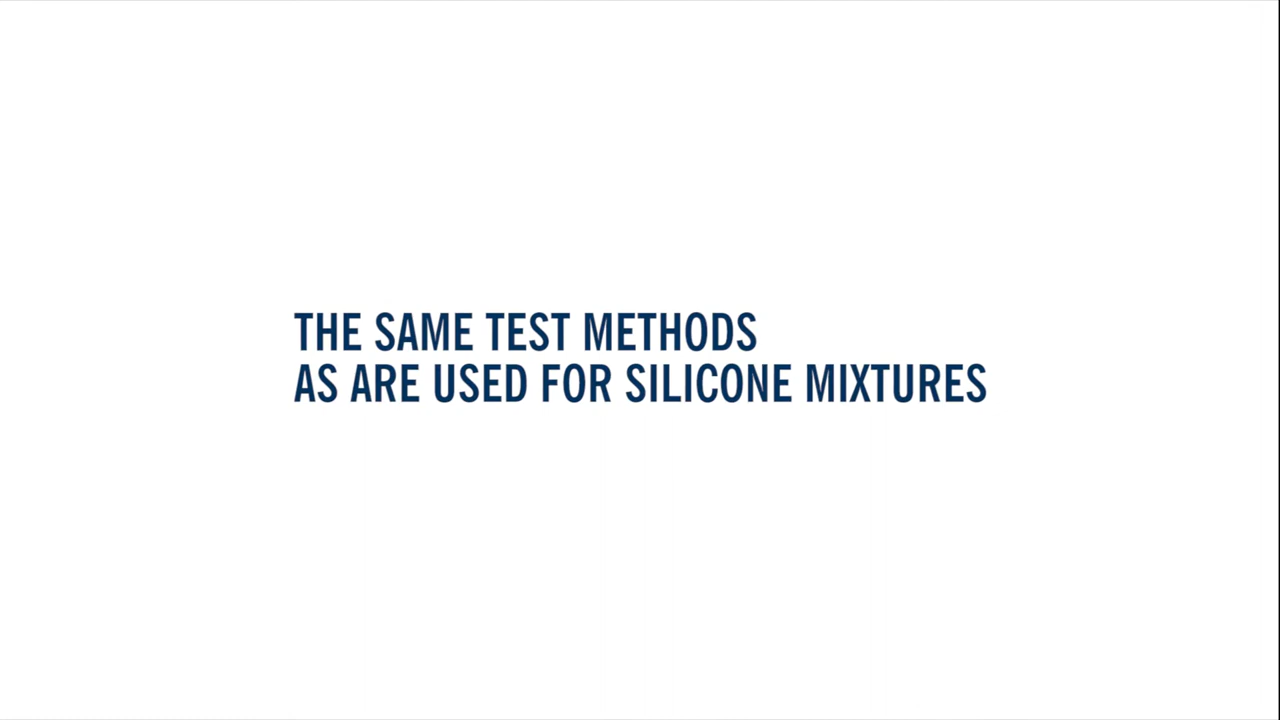 THE SAME TEST METHODS
AS ARE USED FOR SILICONE MIXTURES